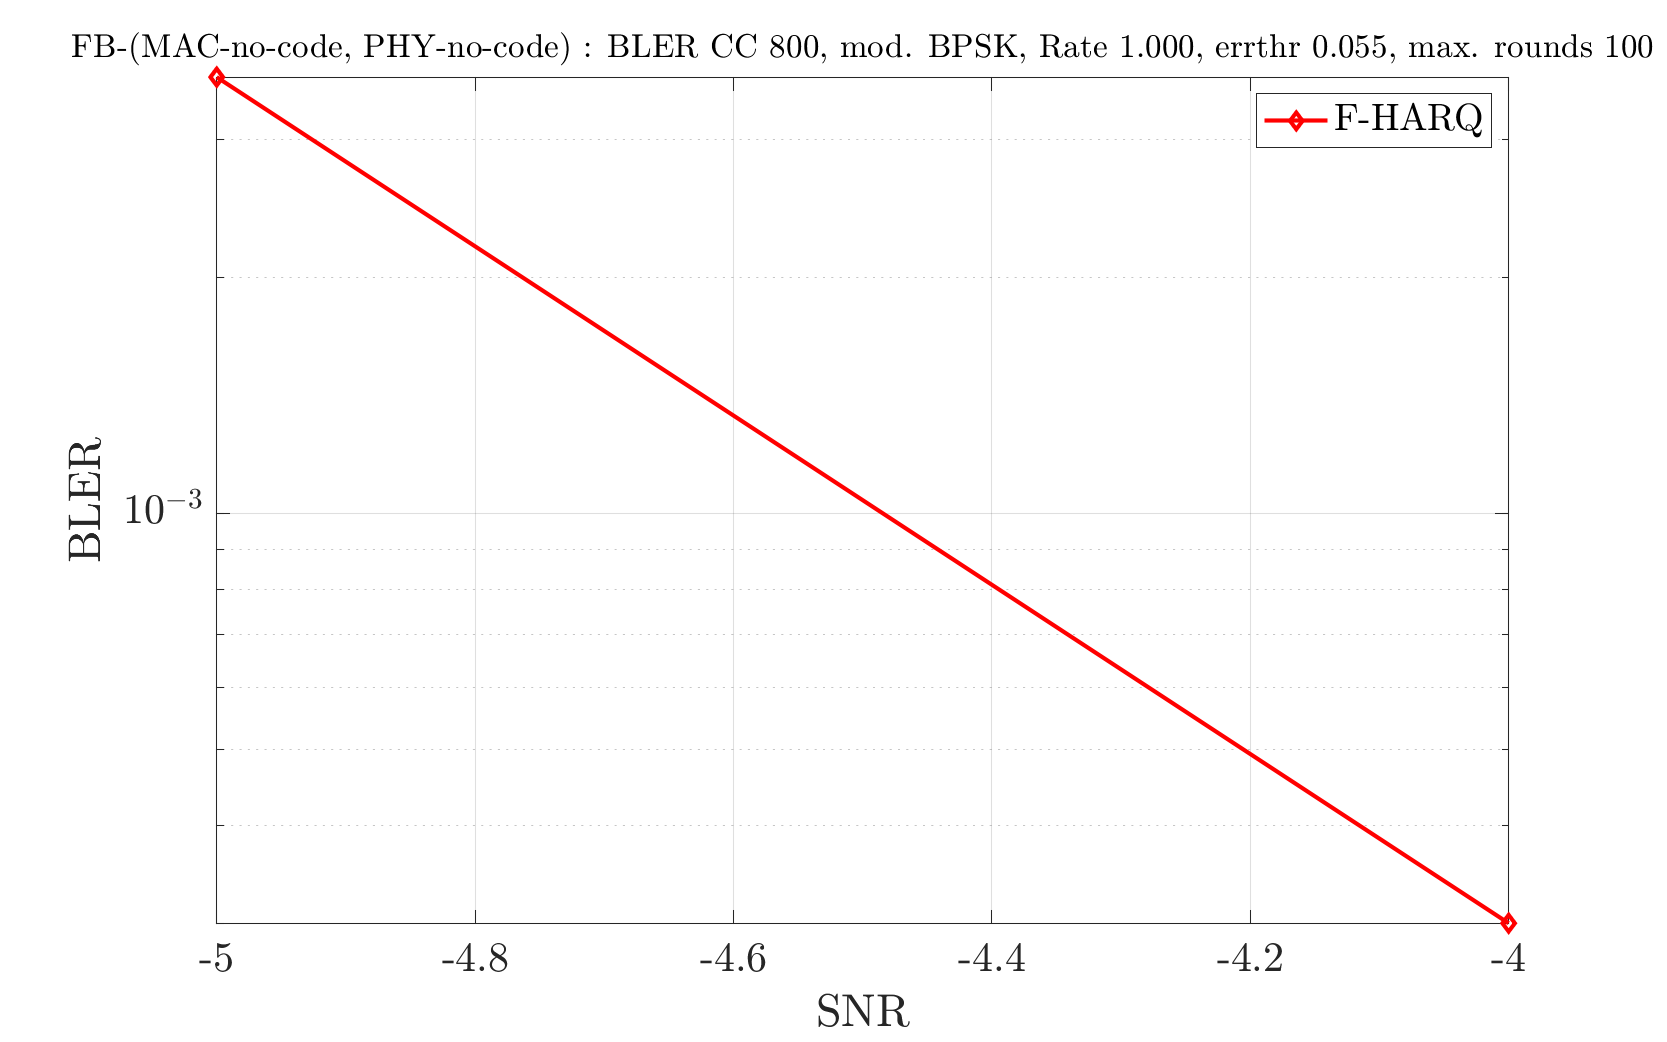 FB-(MAC-no-code, PHY-no-code) : BLER CC 800, mod. BPSK, Rate 1.000, errthr 0.055, max. rounds 100
F-HARQ
BLER
10⁻³
-5 -4.8 -4.6 -4.4 -4.2 -4
SNR